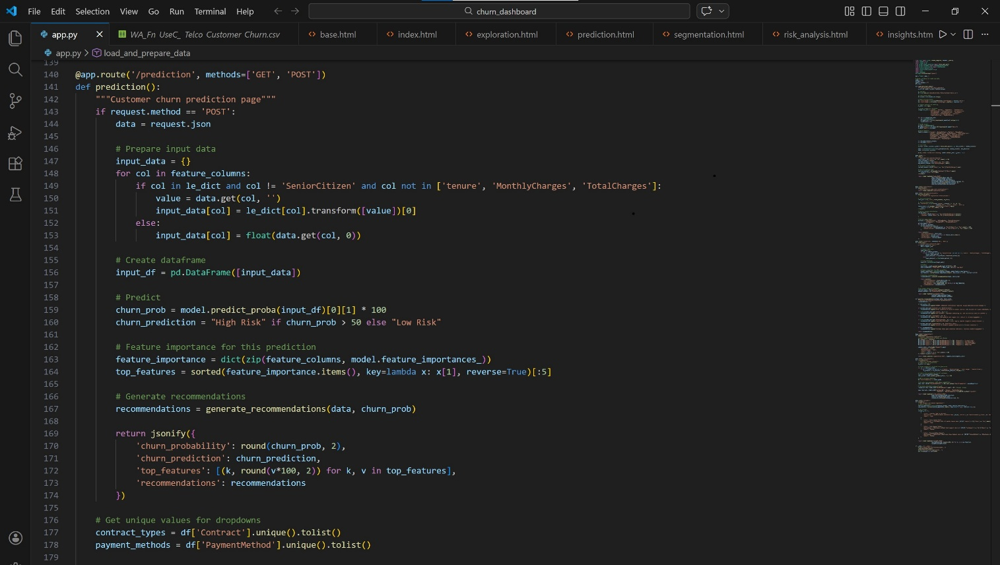 File Edit Selection View Go Run Terminal Help
churn_dashboard
app.py
WA_Fn UseC_ Telco Customer Churn.csv
base.html
index.html
exploration.html
prediction.html
segmentation.html
risk_analysis.html
insights.htm
app.py > load_and_prepare_data
139
140 @app.route('/prediction', methods=['GET', 'POST'])
141 def prediction():
142 """Customer churn prediction page"""
143 if request.method == 'POST':
144 data = request.json
145
146 # Prepare input data
147 input_data = {}
148 for col in feature_columns:
149 if col in le_dict and col != 'SeniorCitizen' and col not in ['tenure', 'MonthlyCharges', 'TotalCharges']:
150 value = data.get(col, '')
151 input_data[col] = le_dict[col].transform([value])[0]
152 else:
153 input_data[col] = float(data.get(col, 0))
154
155 # Create dataframe
156 input_df = pd.DataFrame([input_data])
157
158 # Predict
159 churn_prob = model.predict_proba(input_df)[0][1] * 100
160 churn_prediction = "High Risk" if churn_prob > 50 else "Low Risk"
161
162 # Feature importance for this prediction
163 feature_importance = dict(zip(feature_columns, model.feature_importances_))
164 top_features = sorted(feature_importance.items(), key=lambda x: x[1], reverse=True)[:5]
165
166 # Generate recommendations
167 recommendations = generate_recommendations(data, churn_prob)
168
169 return jsonify({
170 'churn_probability': round(churn_prob, 2),
171 'churn_prediction': churn_prediction,
172 'top_features': [(k, round(v*100, 2)) for k, v in top_features],
173 'recommendations': recommendations
174 })
175
176 # Get unique values for dropdowns
177 contract_types = df['Contract'].unique().tolist()
178 payment_methods = df['PaymentMethod'].unique().tolist()
179